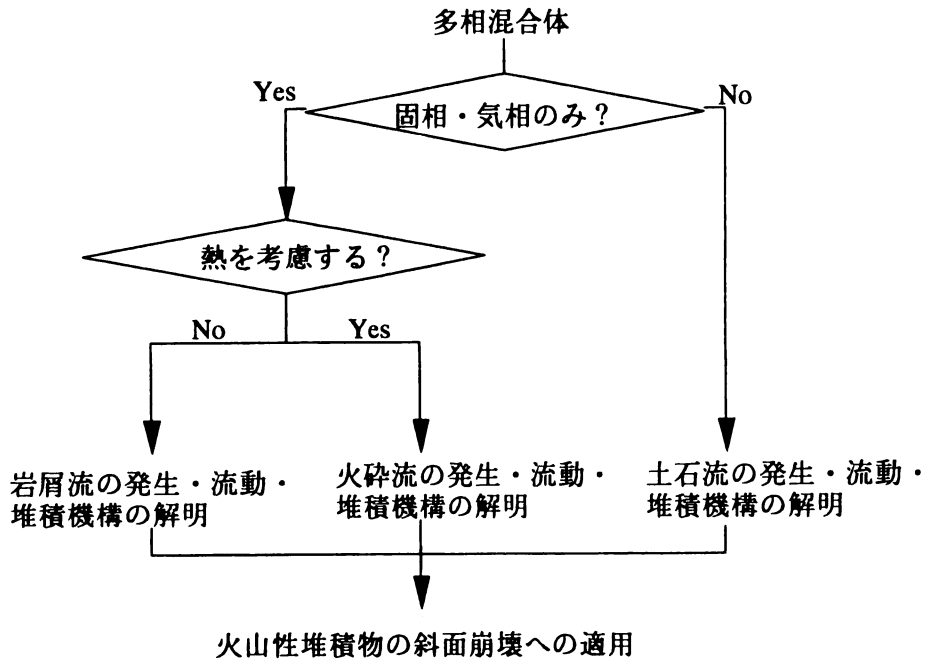 多相混合体
Yes
固相・気相のみ？
No
熱を考慮する？
No
Yes
岩屑流の発生・流動・
堆積機構の解明
火砕流の発生・流動・
堆積機構の解明
土石流の発生・流動・
堆積機構の解明
火山性堆積物の斜面崩壊への適用